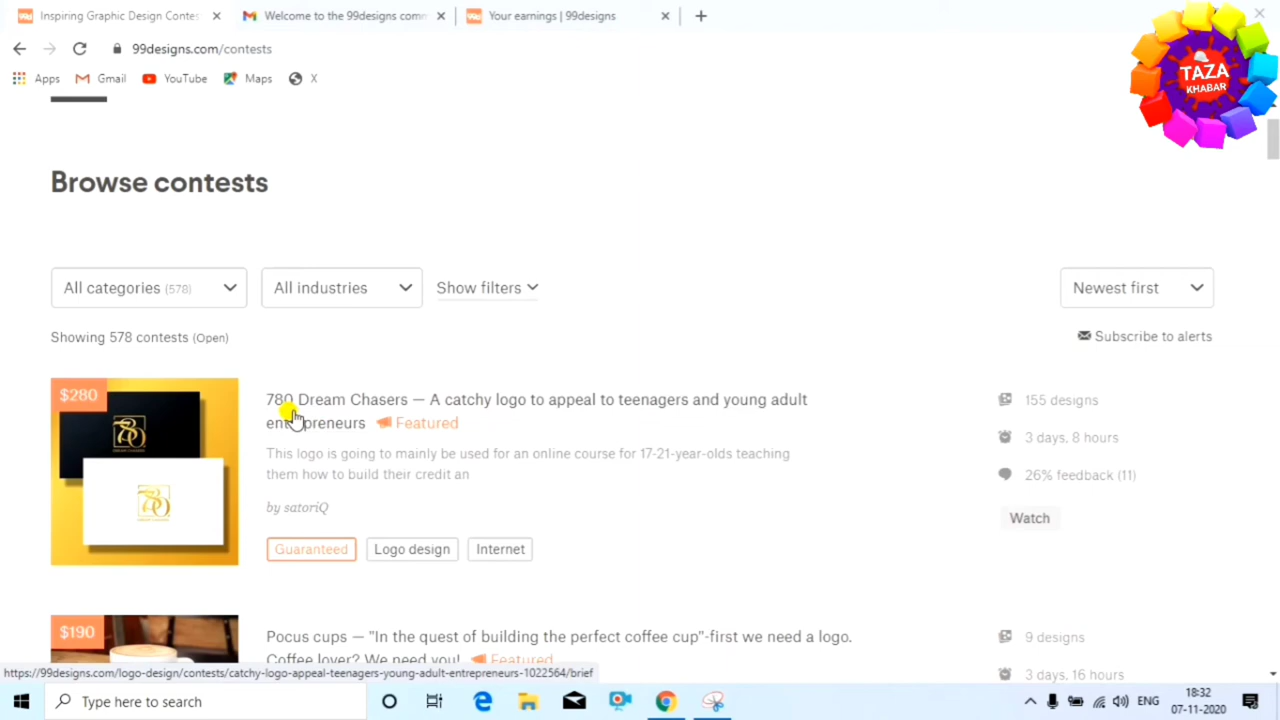 Inspiring Graphic Design Contes
Welcome to the 99designs com
Your earnings | 99designs
99designs.com/contests
Apps
Gmail
YouTube
Maps
X
TAZA
KHABAR
Browse contests
All categories (578)
All industries
Show filters
Newest first
Showing 578 contests (Open)
Subscribe to alerts
$280
780 Dream Chasers — A catchy logo to appeal to teenagers and young adult
entrepreneurs
Featured
155 designs
3 days, 8 hours
This logo is going to mainly be used for an online course for 17-21-year-olds teaching
them how to build their credit an
26% feedback (11)
by satoriQ
Watch
Guaranteed
Logo design
Internet
$190
Pocus cups — "In the quest of building the perfect coffee cup"-first we need a logo.
Coffee lover? We need you!
Featured
9 designs
3 days, 16 hours
https://99designs.com/logo-design/contests/catchy-logo-appeal-teenagers-young-adult-entrepreneurs-1022564/brief
Type here to search
ENG
18:32
07-11-2020